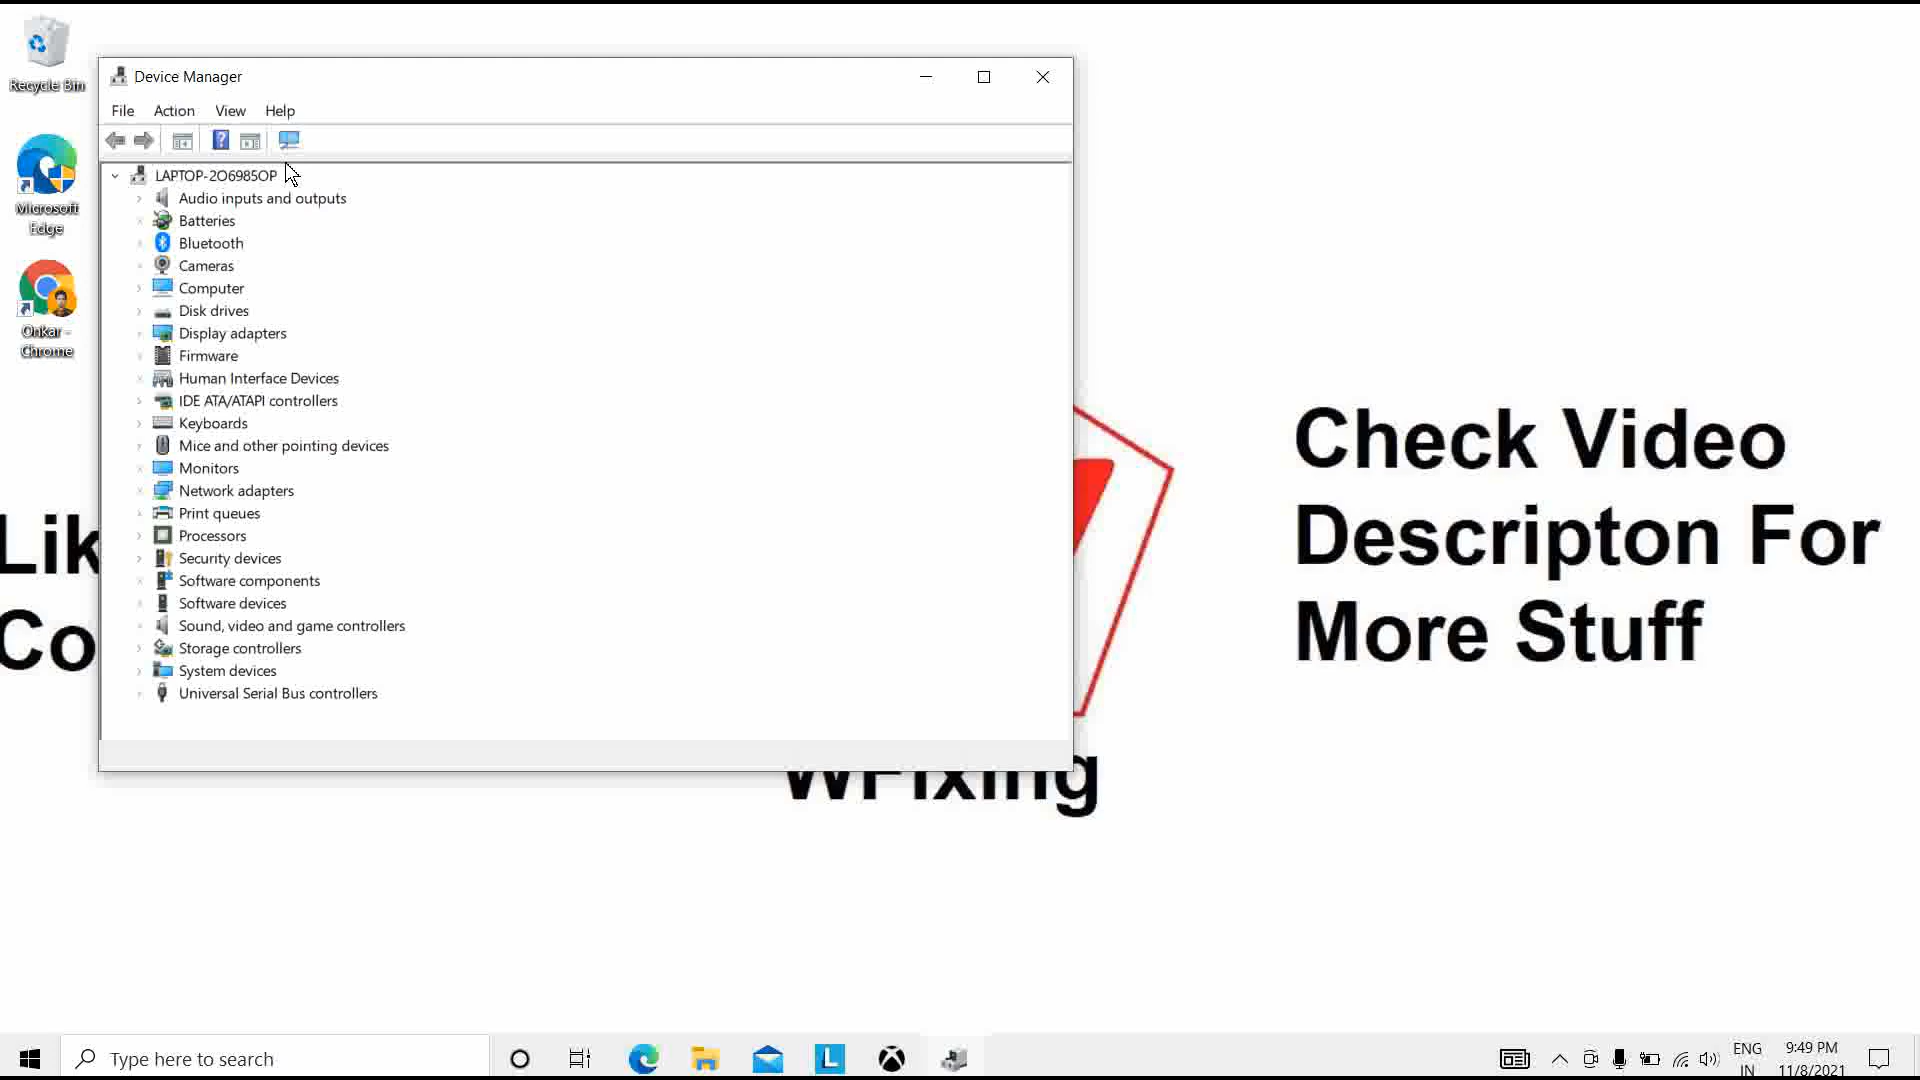 Recycle Bin
Microsoft
Edge
Onkar -
Chrome
Device Manager
File Action View Help
LAPTOP-2O6985OP
Audio inputs and outputs
Batteries
Bluetooth
Cameras
Computer
Disk drives
Display adapters
Firmware
Human Interface Devices
IDE ATA/ATAPI controllers
Keyboards
Mice and other pointing devices
Monitors
Network adapters
Print queues
Processors
Security devices
Software components
Software devices
Sound, video and game controllers
Storage controllers
System devices
Universal Serial Bus controllers
Lik
Co
Check Video
Descripton For
More Stuff
WFixing
Type here to search
L
ENG
IN
9:49 PM
11/8/2021